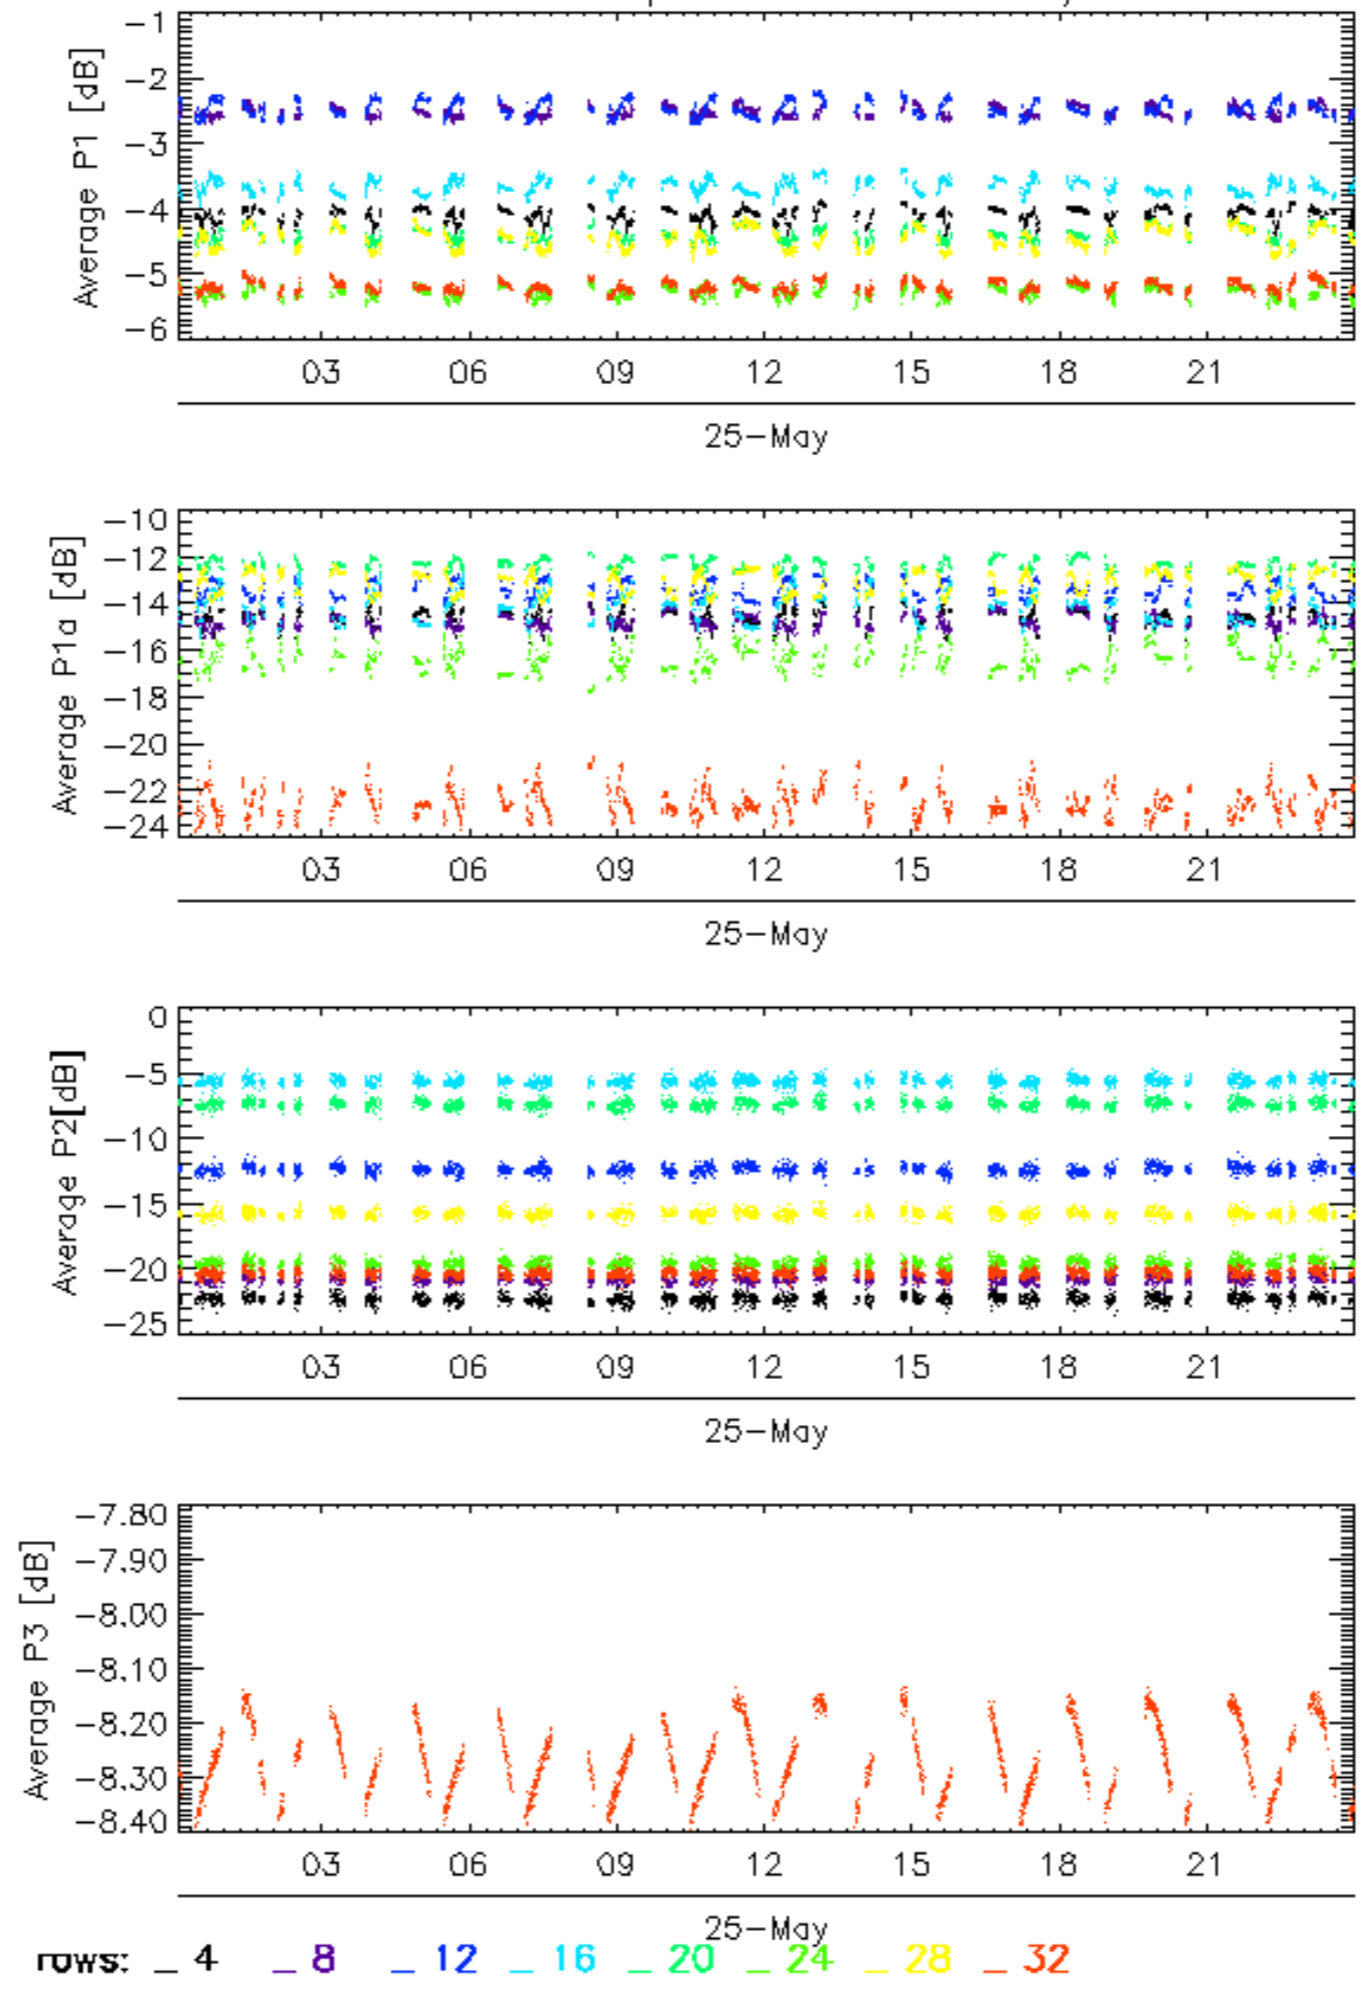 Average P1 [dB]
−1
−2
−3
−4
−5
−6
03 06 09 12 15 18 21
25−May
Average P1a [dB]
−10
−12
−14
−16
−18
−20
−22
−24
03 06 09 12 15 18 21
25−May
Average P2[dB]
0
−5
−10
−15
−20
−25
03 06 09 12 15 18 21
25−May
Average P3 [dB]
−7.80
−7.90
−8.00
−8.10
−8.20
−8.30
−8.40
03 06 09 12 15 18 21
25−May
rows: _ 4 _ 8 _ 12 _ 16 _ 20 _ 24 _ 28 _ 32